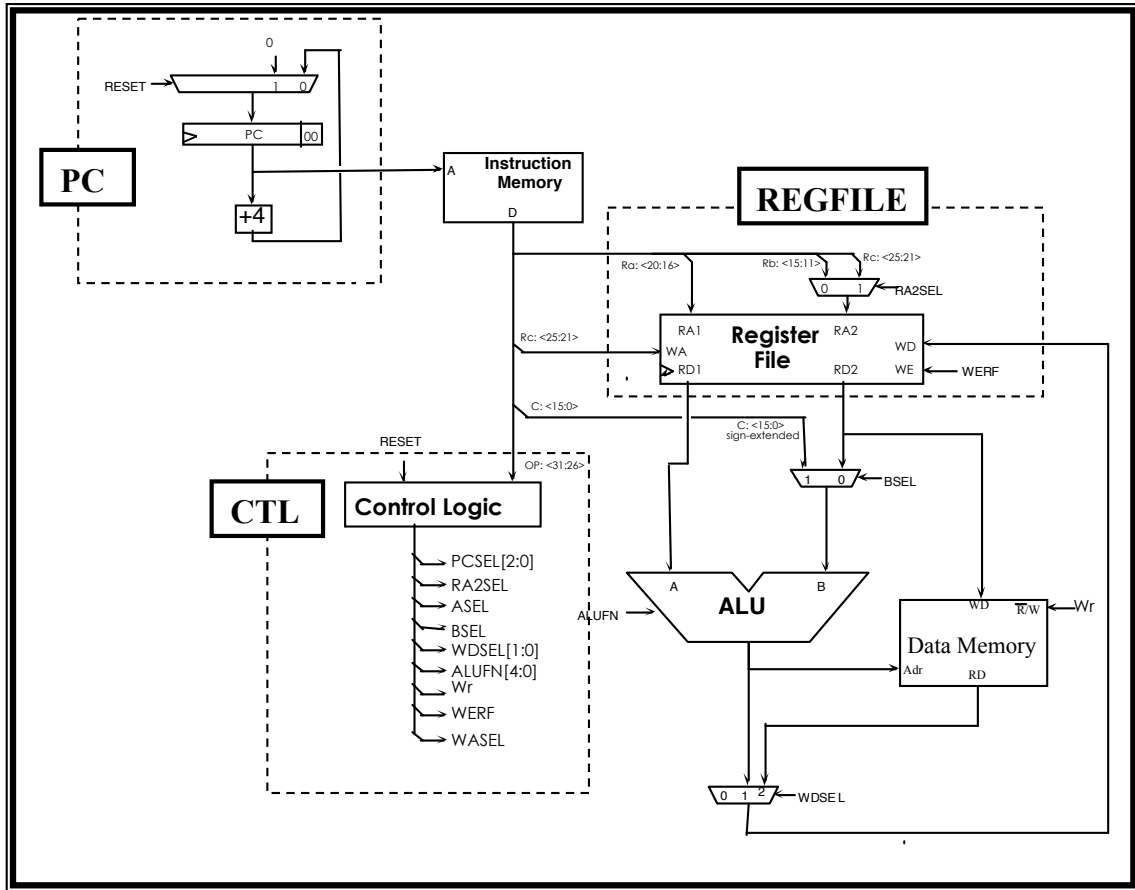 0
RESET
1 0
PC 00
PC
+4
A Instruction Memory
D
REGFILE
Ra: <20:16>
Rb: <15:11>
Rc: <25:21>
0 1
RA2SEL
RA1 Register File RA2
WA
WD
RD1 RD2 WE
WERF
Rc: <25:21>
C: <15:0>
C: <15:0>
sign-extended
RESET
OP: <31:26>
1 0
BSEL
CTL
Control Logic
PCSEL[2:0]
RA2SEL
ASEL
BSEL
WDSEL[1:0]
ALUFN[4:0]
Wr
WERF
WASEL
A B
ALU
ALUFN
WD R̅/W
Wr
Data Memory
Adr
RD
0 1 2
WDSEL